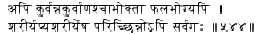 अपि कुर्वन्नकुर्वाणश्चाभोक्ता फलभोग्यपि ।
शरीर्यप्यशरीर्येष परिच्छिन्नोऽपि सर्वगः ॥५४४॥